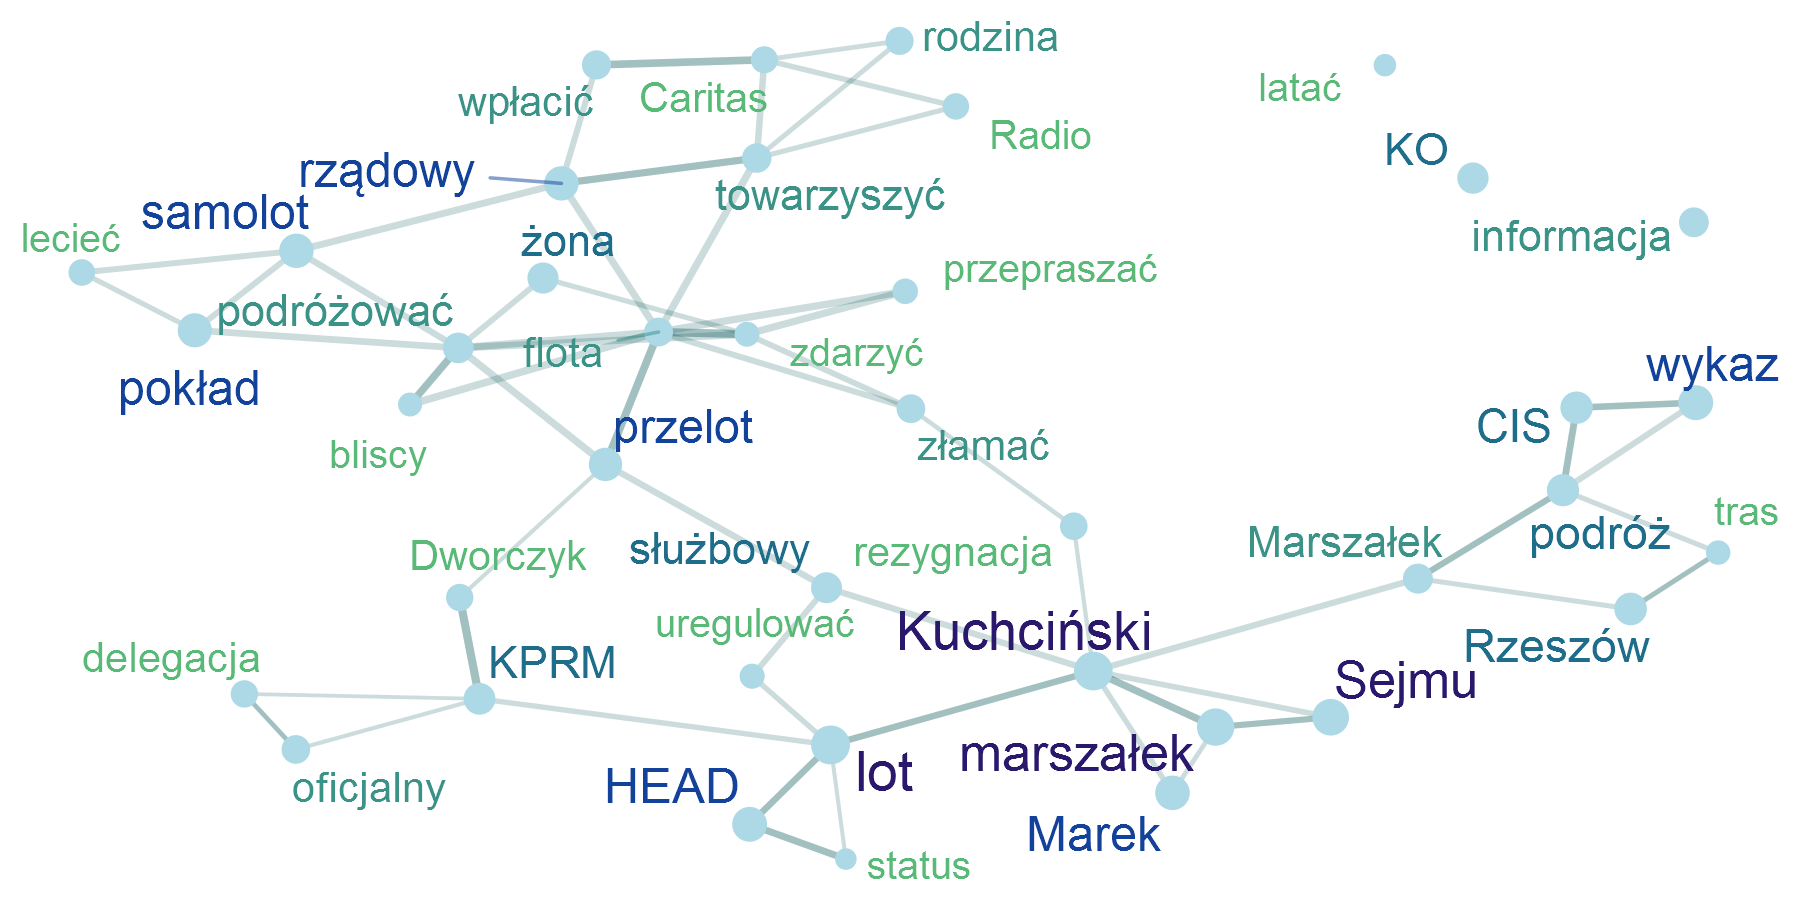 rodzina
latać
wpłacić
Caritas
Radio
KO
rządowy
towarzyszyć
samolot
informacja
lecieć
żona
przepraszać
podróżować
flota
zdarzyć
wykaz
pokład
CIS
przelot
złamać
bliscy
tras
podróż
Marszałek
Dworczyk
służbowy
rezygnacja
uregulować
Kuchciński
Rzeszów
delegacja
KPRM
Sejmu
marszałek
lot
HEAD
oficjalny
Marek
status